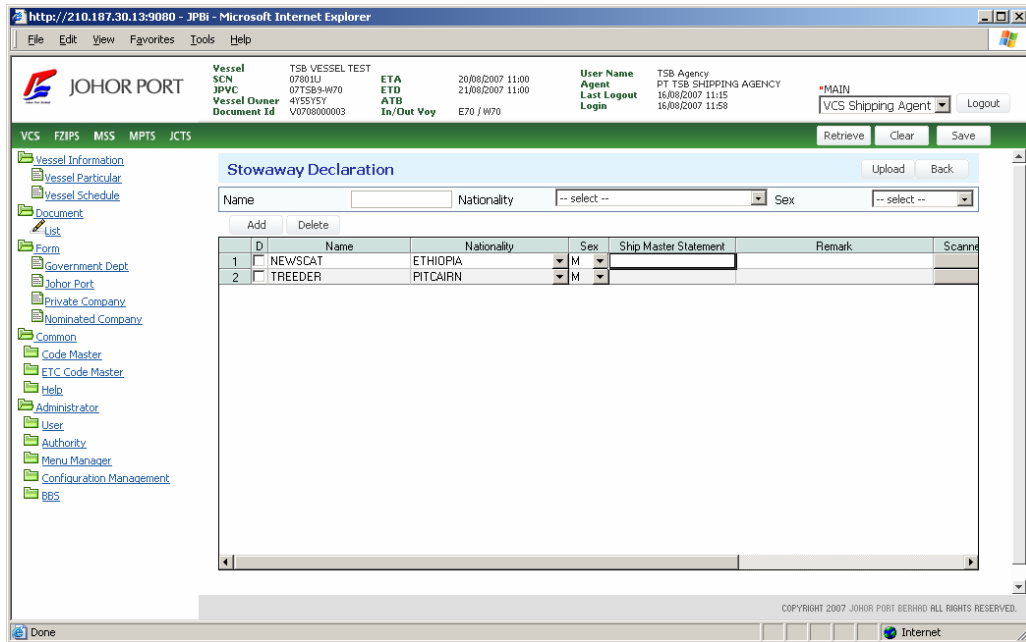 http://210.187.30.13:9080 - JPBi - Microsoft Internet Explorer
File Edit View Favorites Tools Help
JOHOR PORT
Vessel TSB VESSEL TEST
SCN 07801U ETA 20/08/2007 11:00
JPVC 07TSB9-W70 ETD 21/08/2007 11:00
Vessel Owner 4Y55Y5Y ATB
Document Id V0708000003 In/Out Voy E70 / W70
User Name TSB Agency
Agent PT TSB SHIPPING AGENCY
Last Logout 16/08/2007 11:15
Login 16/08/2007 11:58
*MAIN
VCS Shipping Agent Logout
VCS FZIPS MSS MPTS JCTS Retrieve Clear Save
Vessel Information
Vessel Particular
Vessel Schedule
Document
List
Form
Government Dept
Johor Port
Private Company
Nominated Company
Common
Code Master
ETC Code Master
Help
Administrator
User
Authority
Menu Manager
Configuration Management
BBS
Stowaway Declaration Upload Back
Name Nationality -- select -- Sex -- select --
Add Delete
D Name Nationality Sex Ship Master Statement Remark Scanne
1 NEWSCAT ETHIOPIA M
2 TREEDER PITCAIRN M
COPYRIGHT 2007 JOHOR PORT BERHAD ALL RIGHTS RESERVED.
Done Internet